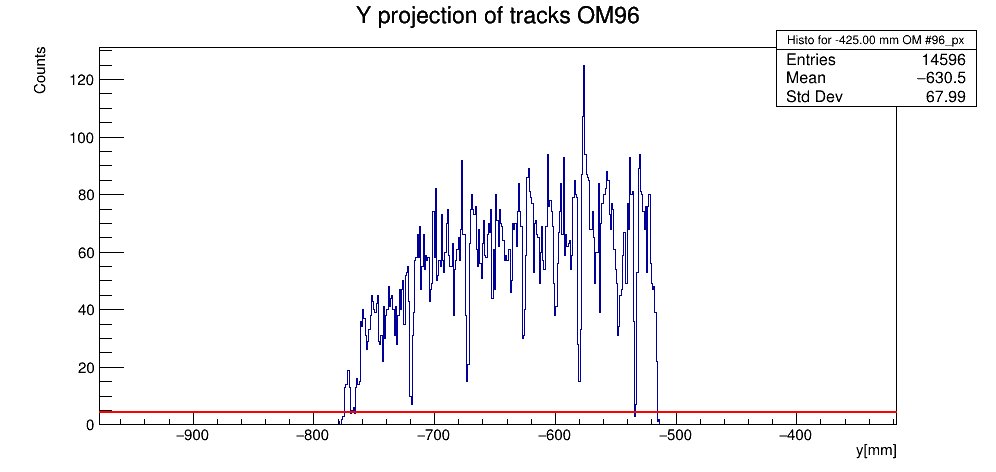 Y projection of tracks OM96
Histo for -425.00 mm OM #96_px
Entries 14596
Mean −630.5
Std Dev 67.99
Counts
120
100
80
60
40
20
0
−900 −800 −700 −600 −500 −400
y[mm]